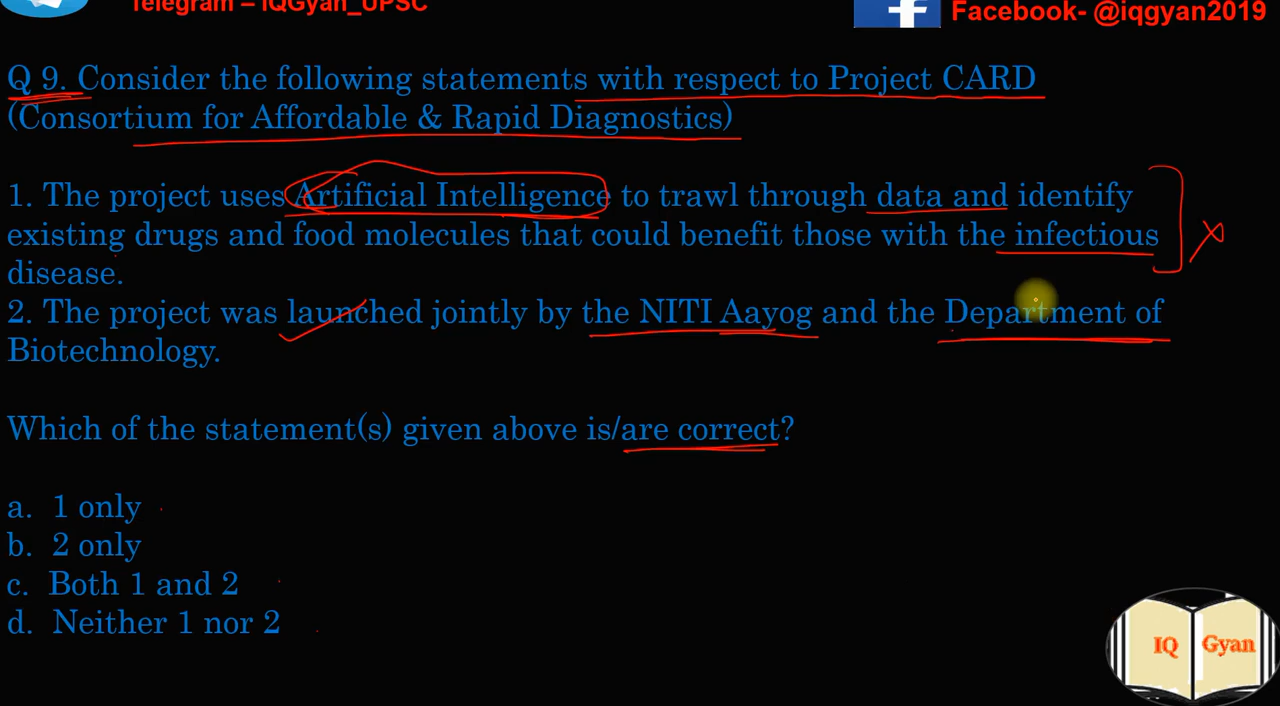 Telegram – IQGyan_UPSC
Facebook- @iqgyan2019
Q 9. Consider the following statements with respect to Project CARD
(Consortium for Affordable & Rapid Diagnostics)
1. The project uses Artificial Intelligence to trawl through data and identify
existing drugs and food molecules that could benefit those with the infectious
disease.
2. The project was launched jointly by the NITI Aayog and the Department of
Biotechnology.
Which of the statement(s) given above is/are correct?
a. 1 only
b. 2 only
c. Both 1 and 2
d. Neither 1 nor 2
IQ Gyan